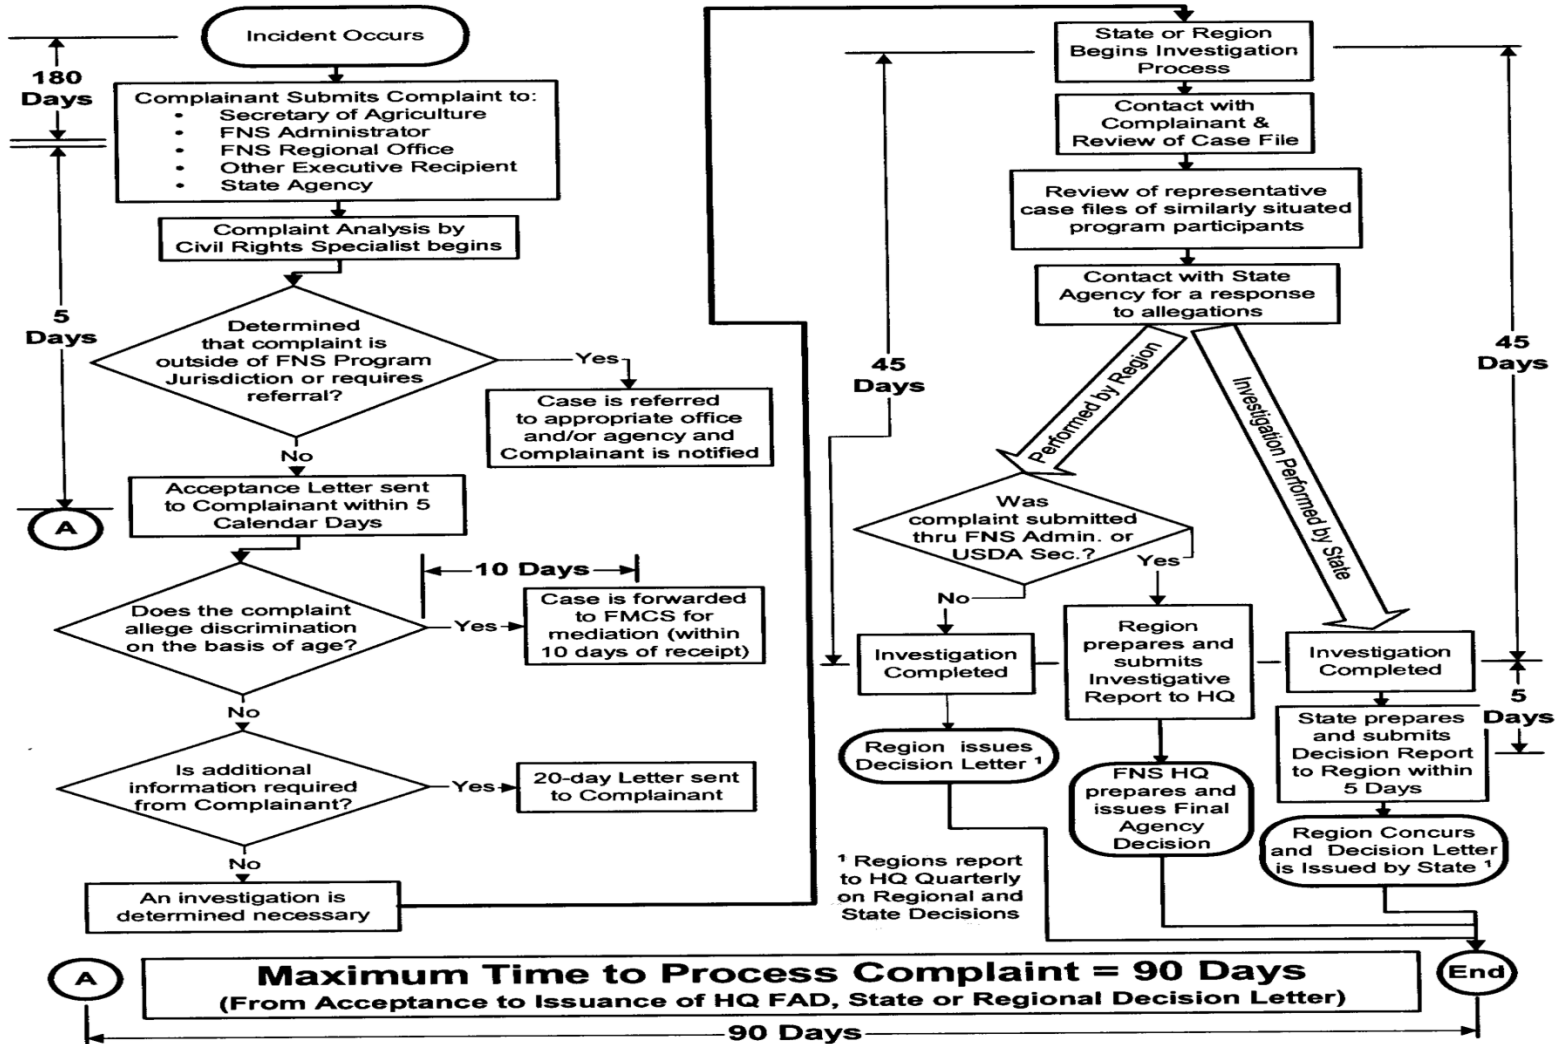 Incident Occurs
180
Days
Complainant Submits Complaint to:
• Secretary of Agriculture
• FNS Administrator
• FNS Regional Office
• Other Executive Recipient
• State Agency
Complaint Analysis by
Civil Rights Specialist begins
5
Days
Determined
that complaint is
outside of FNS Program
Jurisdiction or requires
referral?
Yes
Case is referred
to appropriate office
and/or agency and
Complainant is notified
No
Acceptance Letter sent
to Complainant within 5
Calendar Days
A
10 Days
Does the complaint
allege discrimination
on the basis of age?
Yes
Case is forwarded
to FMCS for
mediation (within
10 days of receipt)
No
Is additional
information required
from Complainant?
Yes
20-day Letter sent
to Complainant
No
An investigation is
determined necessary
State or Region
Begins Investigation
Process
Contact with
Complainant &
Review of Case File
Review of representative
case files of similarly situated
program participants
Contact with State
Agency for a response
to allegations
45
Days
45
Days
Performed by Region
Investigation Performed by State
Was
complaint submitted
thru FNS Admin. or
USDA Sec.?
Yes
No
Investigation
Completed
Region
prepares and
submits
Investigative
Report to HQ
Investigation
Completed
5
Days
Region issues
Decision Letter ¹
FNS HQ
prepares and
issues Final
Agency
Decision
State prepares
and submits
Decision Report
to Region within
5 Days
Region Concurs
and Decision Letter
is Issued by State ¹
¹ Regions report
to HQ Quarterly
on Regional and
State Decisions
A
Maximum Time to Process Complaint = 90 Days
(From Acceptance to Issuance of HQ FAD, State or Regional Decision Letter)
End
90 Days